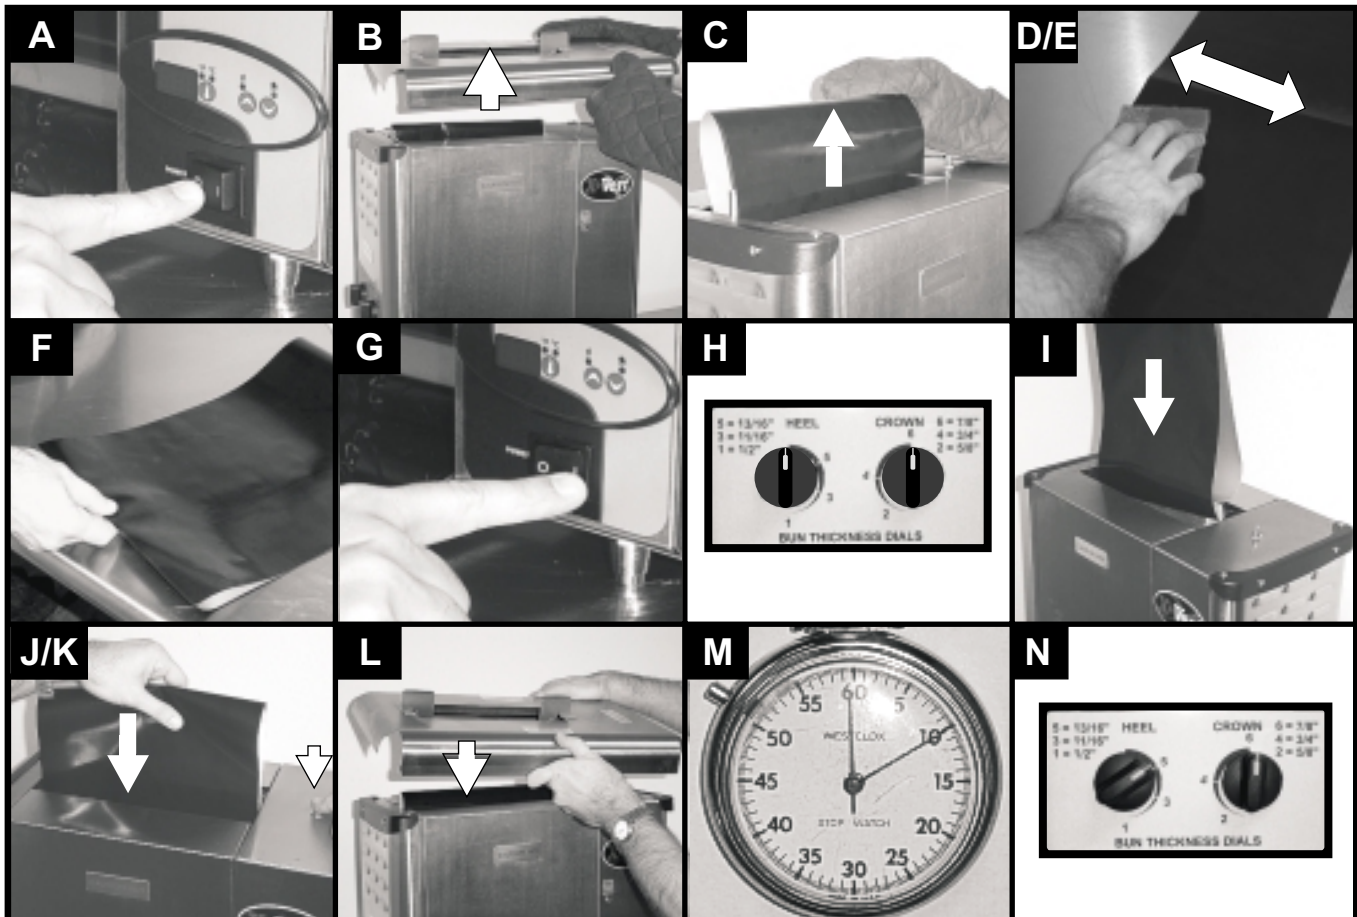 A
B
C
D/E
F
G
H
5 = 13/16" HEEL
3 = 11/16"
1 = 1/2"
CROWN 6 = 7/8"
4 = 3/4"
2 = 5/8"
5
3
1
6
4
2
BUN THICKNESS DIALS
I
J/K
L
M
60
5
10
15
20
25
30
35
40
45
50
55
WESTCLOX
STOP WATCH
N
5 = 13/16" HEEL
3 = 11/16"
1 = 1/2"
CROWN 6 = 7/8"
4 = 3/4"
2 = 5/8"
5
3
1
6
4
2
BUN THICKNESS DIALS